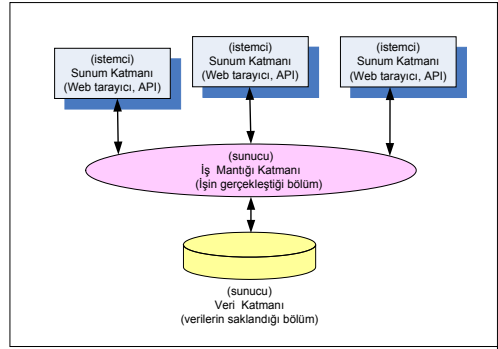 (istemci)
Sunum Katmanı
(Web tarayıcı, API)
(istemci)
Sunum Katmanı
(Web tarayıcı, API)
(istemci)
Sunum Katmanı
(Web tarayıcı, API)
(sunucu)
İş Mantığı Katmanı
(İşin gerçekleştiği bölüm)
(sunucu)
Veri Katmanı
(verilerin saklandığı bölüm)